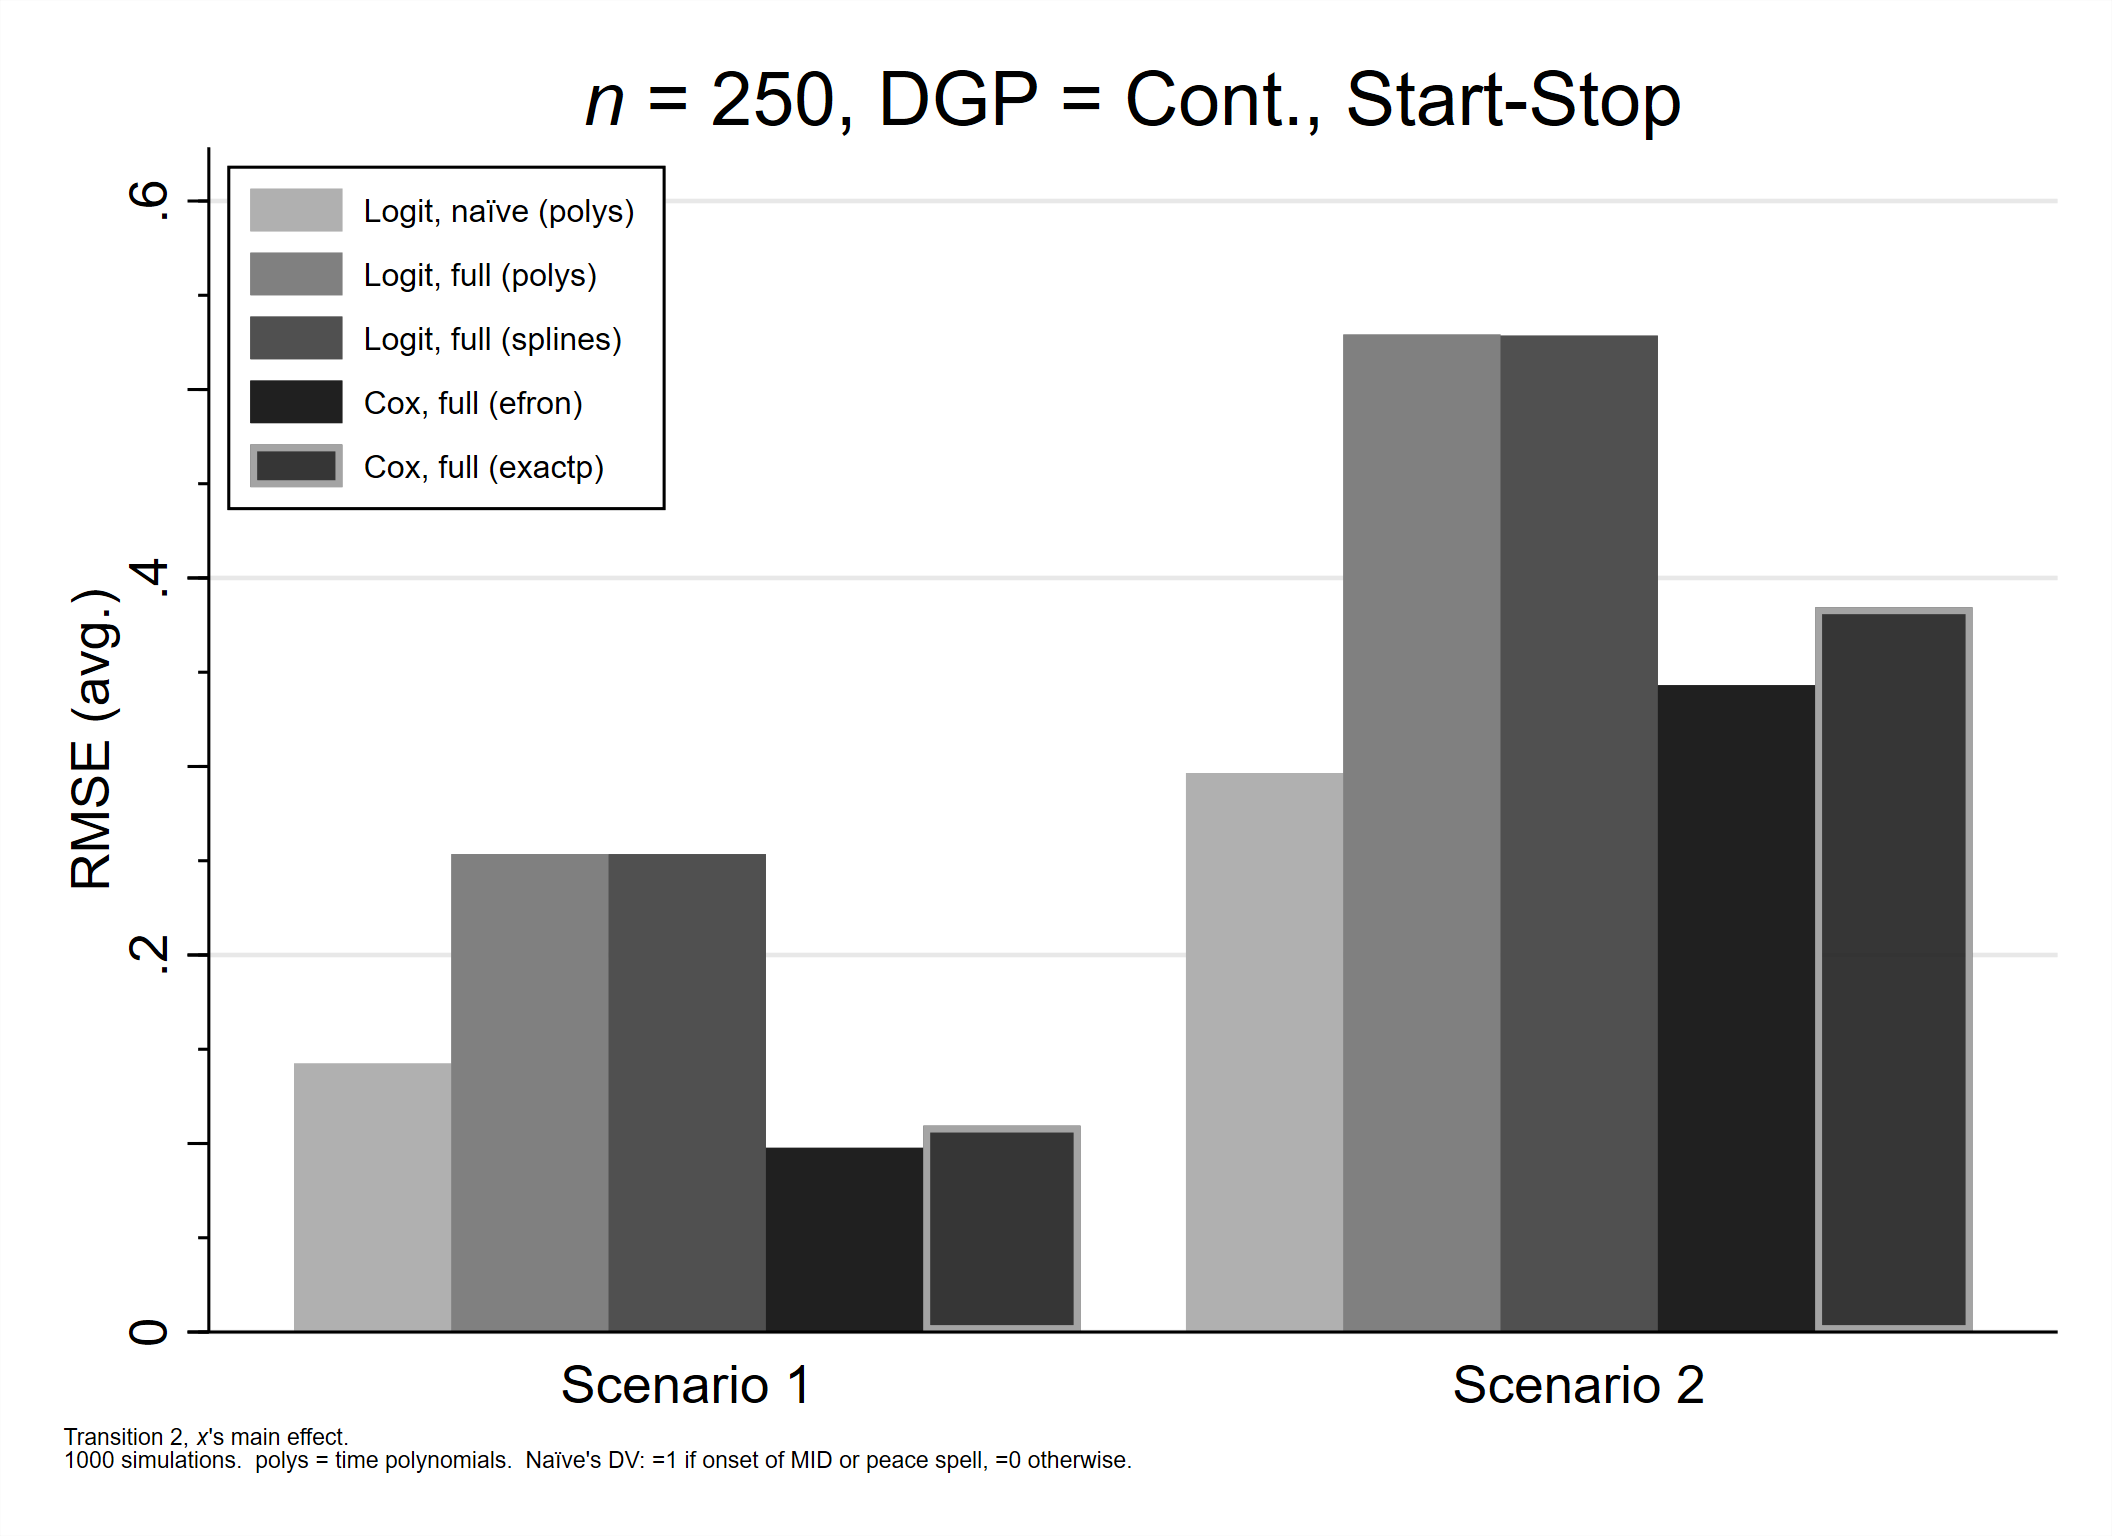 n = 250, DGP = Cont., Start-Stop
Logit, naïve (polys)
Logit, full (polys)
Logit, full (splines)
Cox, full (efron)
Cox, full (exactp)
RMSE (avg.)
.6
.4
.2
0
Scenario 1
Scenario 2
Transition 2, x's main effect.
1000 simulations.  polys = time polynomials.  Naïve's DV: =1 if onset of MID or peace spell, =0 otherwise.